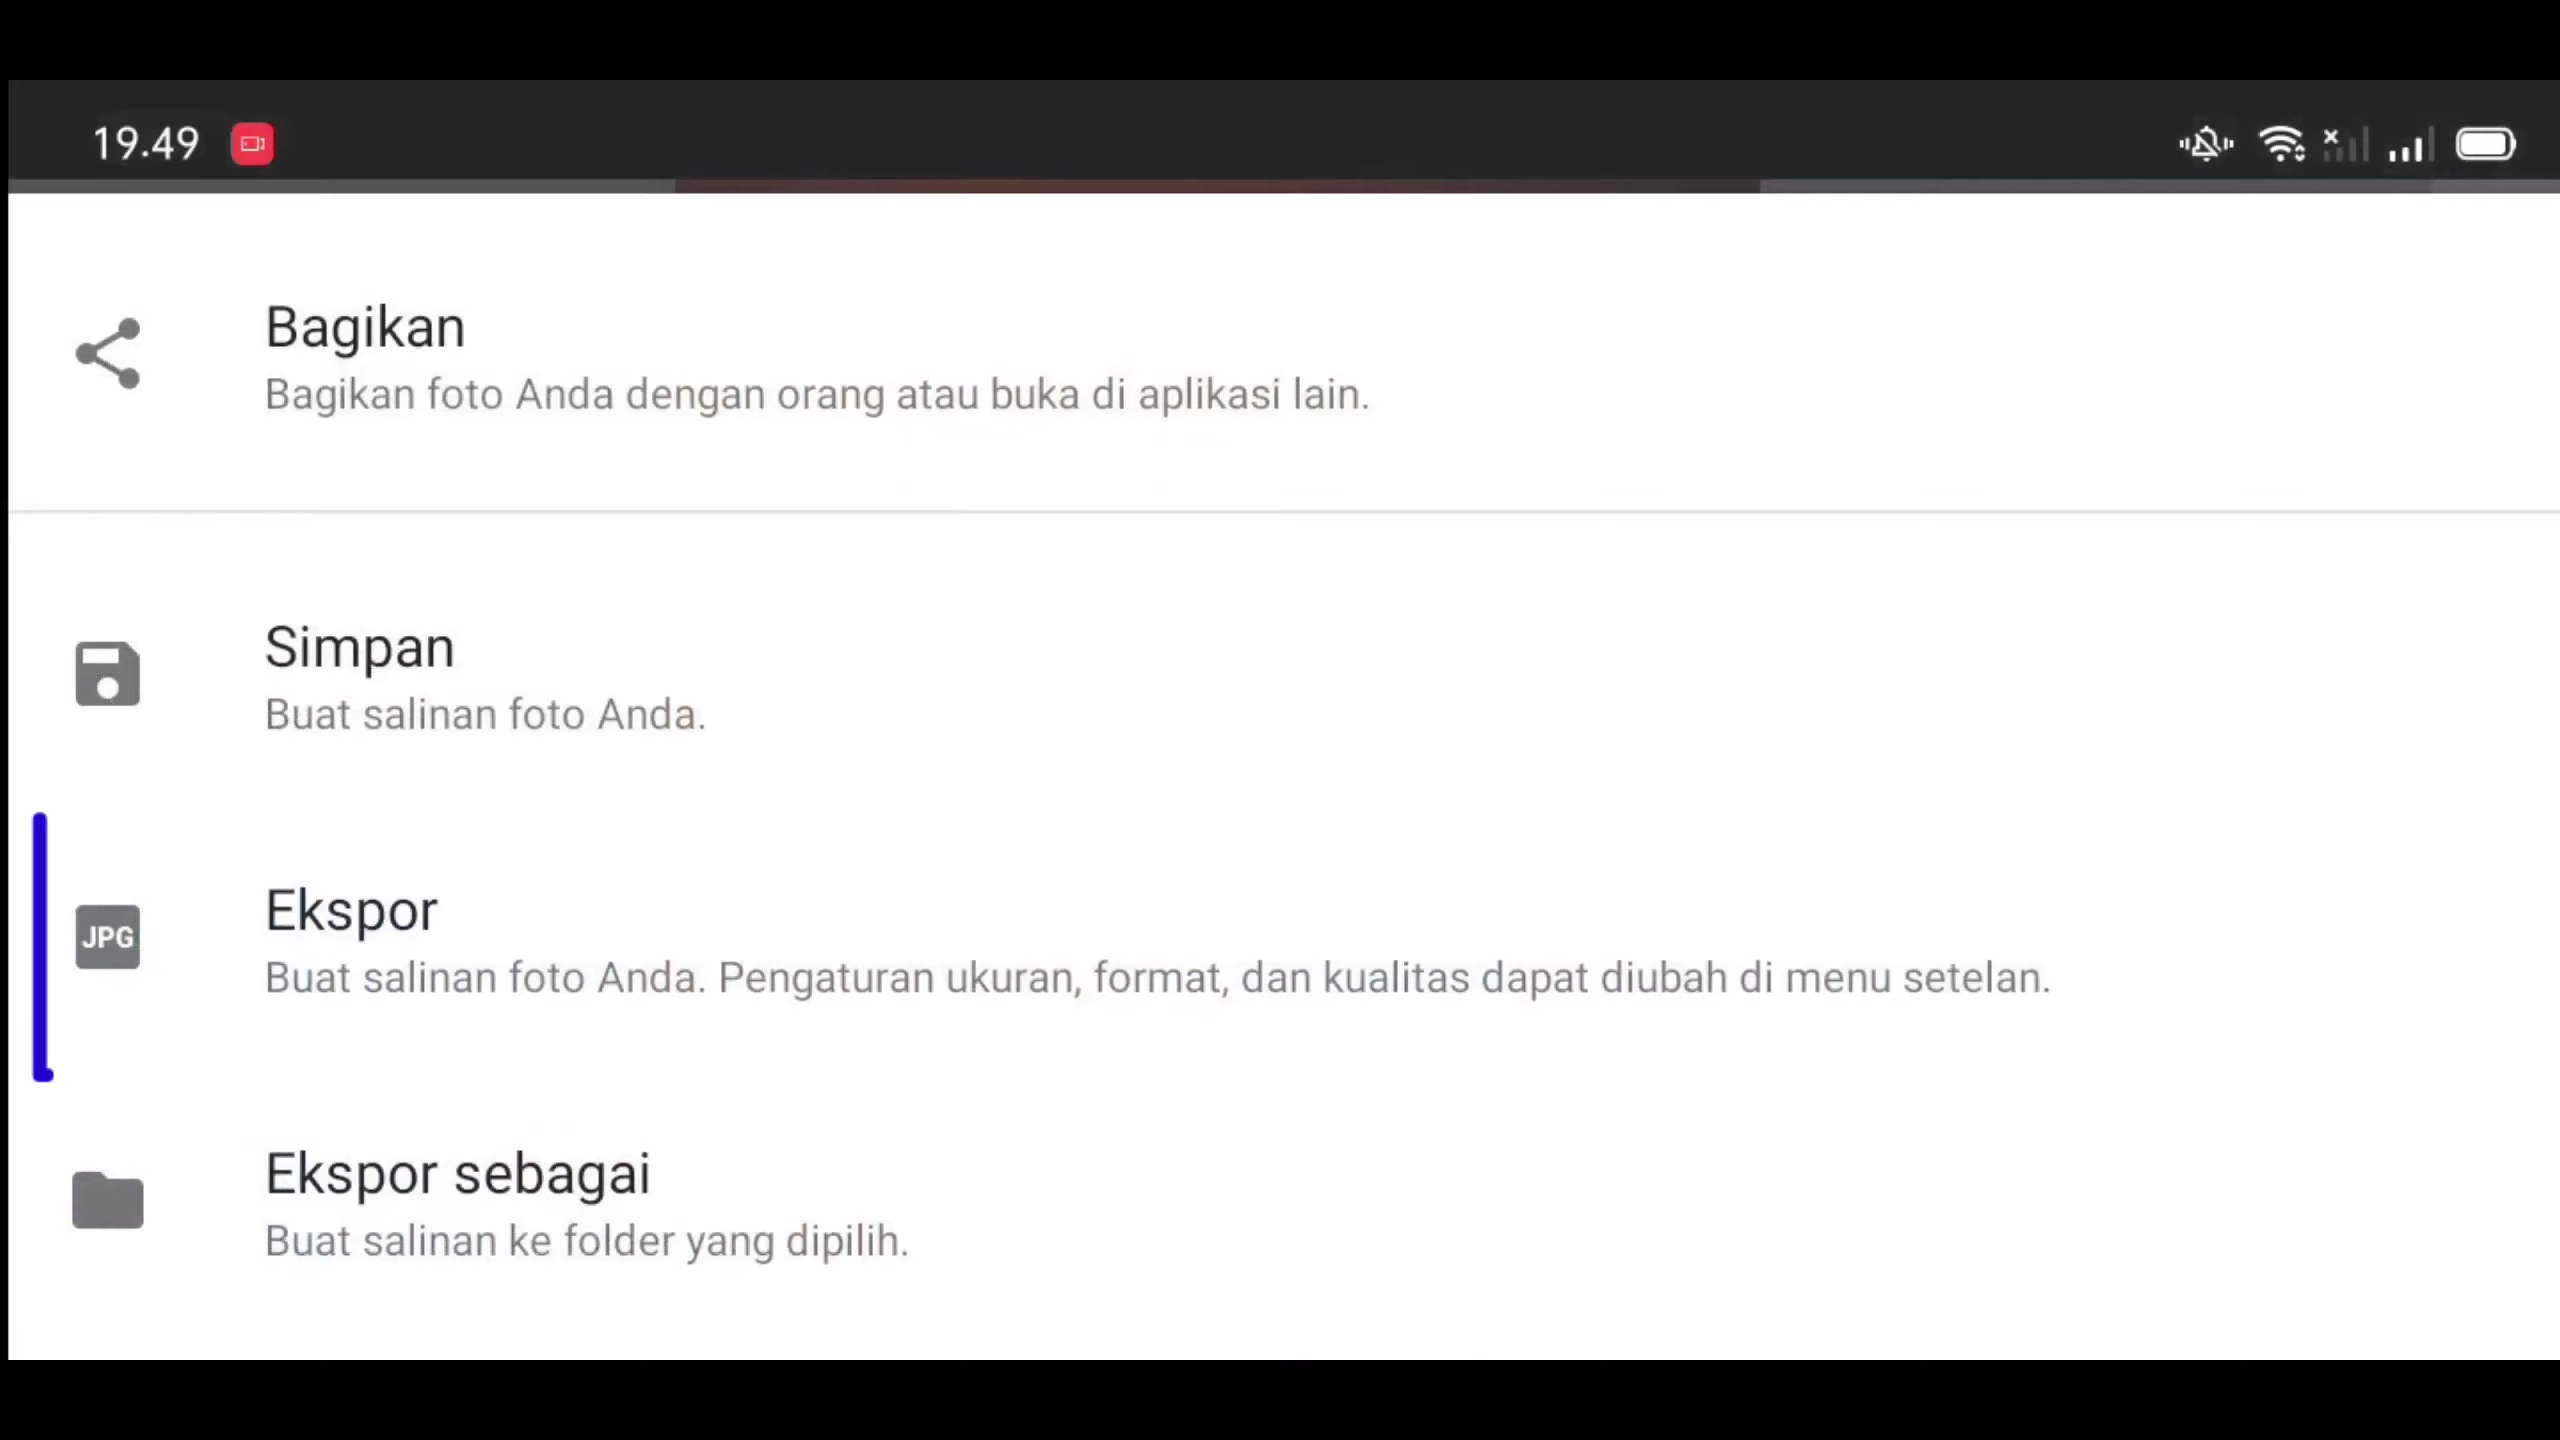 19.49
Bagikan
Bagikan foto Anda dengan orang atau buka di aplikasi lain.
Simpan
Buat salinan foto Anda.
JPG
Ekspor
Buat salinan foto Anda. Pengaturan ukuran, format, dan kualitas dapat diubah di menu setelan.
Ekspor sebagai
Buat salinan ke folder yang dipilih.